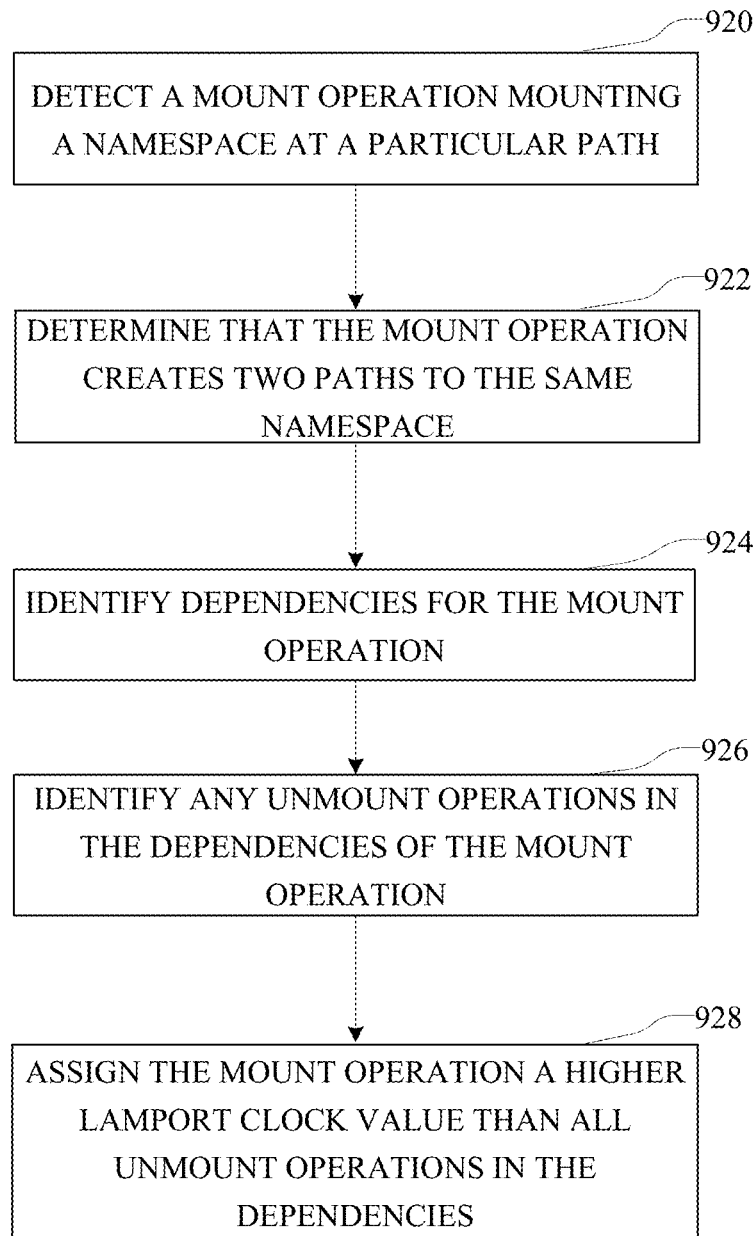 920
DETECT A MOUNT OPERATION MOUNTING
A NAMESPACE AT A PARTICULAR PATH
922
DETERMINE THAT THE MOUNT OPERATION
CREATES TWO PATHS TO THE SAME
NAMESPACE
924
IDENTIFY DEPENDENCIES FOR THE MOUNT
OPERATION
926
IDENTIFY ANY UNMOUNT OPERATIONS IN
THE DEPENDENCIES OF THE MOUNT
OPERATION
928
ASSIGN THE MOUNT OPERATION A HIGHER
LAMPORT CLOCK VALUE THAN ALL
UNMOUNT OPERATIONS IN THE
DEPENDENCIES